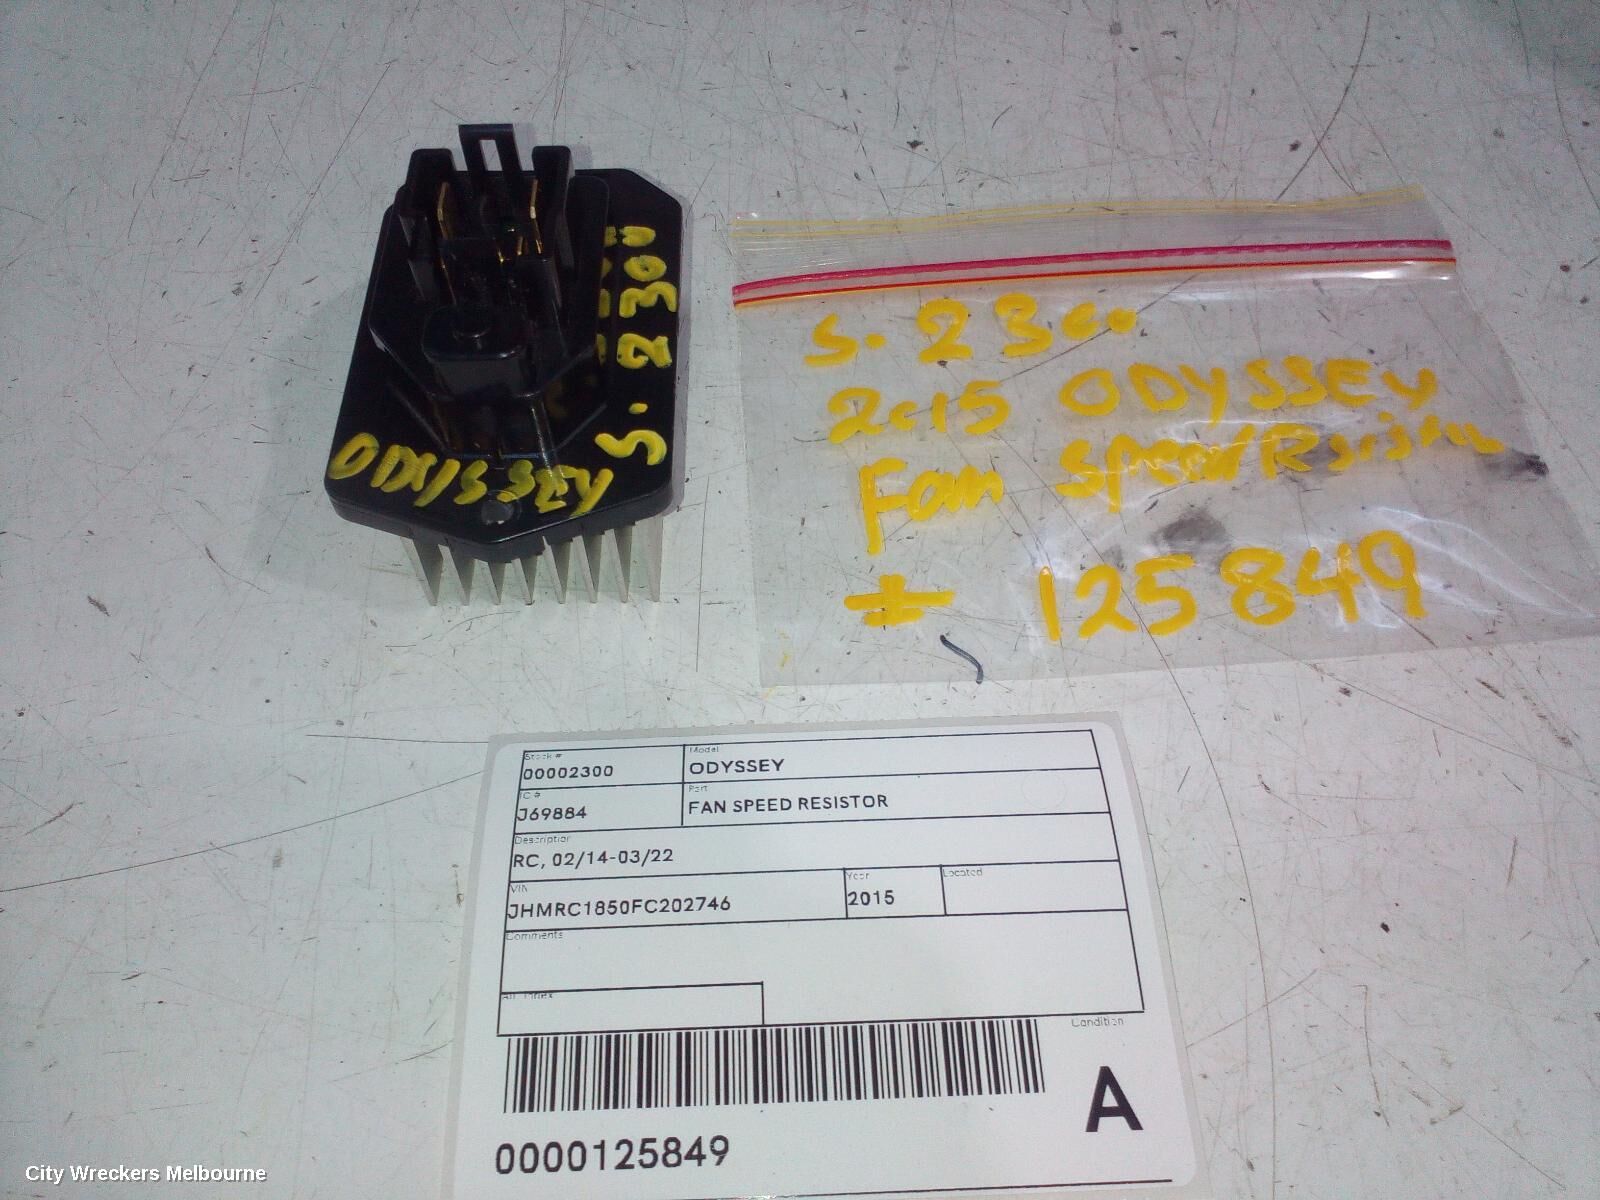 ODYSSEY
S. 2300
S. 2300
2015 ODYSSEY
Fan Speed Resistor
# 125849
Stock #
00002300
Model
ODYSSEY
IC #
J69884
Part
FAN SPEED RESISTOR
Description
RC, 02/14-03/22
VIN
JHMRC1850FC202746
Year
2015
Located
Comments
Condition
A
0000125849
City Wreckers Melbourne